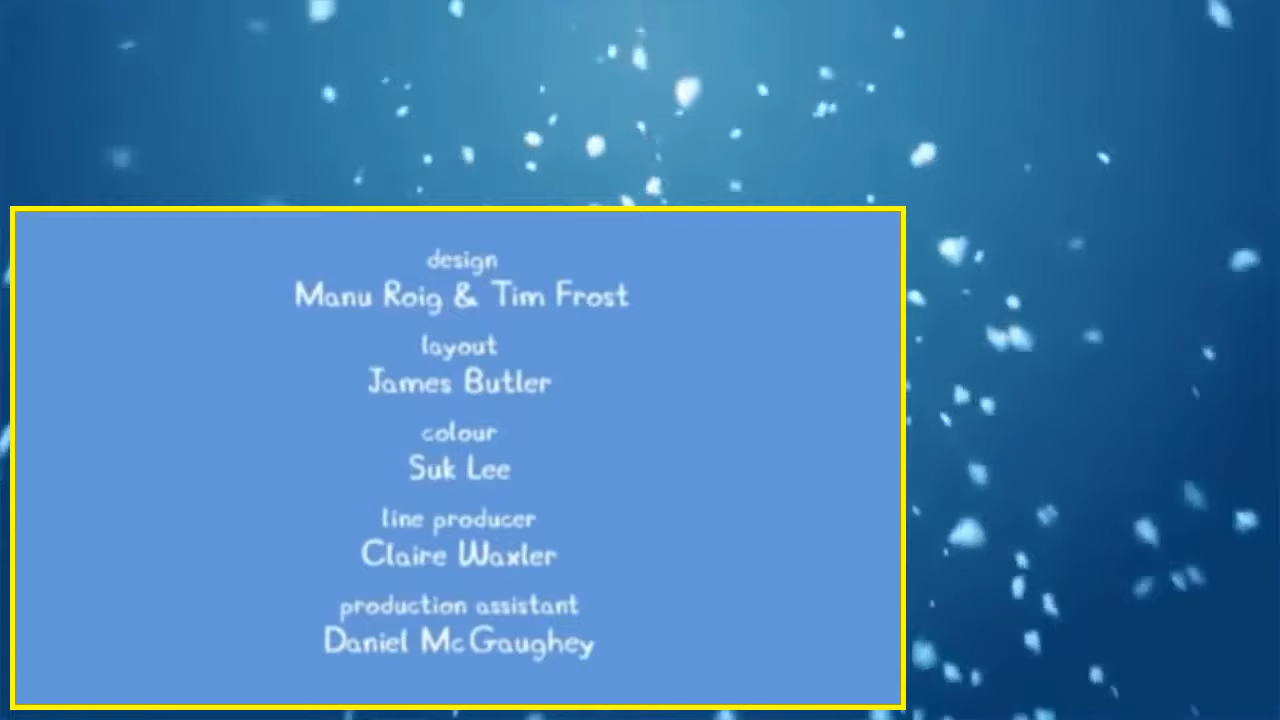 design
Manu Roig & Tim Frost
layout
James Butler
colour
Suk Lee
line producer
Claire Waxler
production assistant
Daniel McGaughey